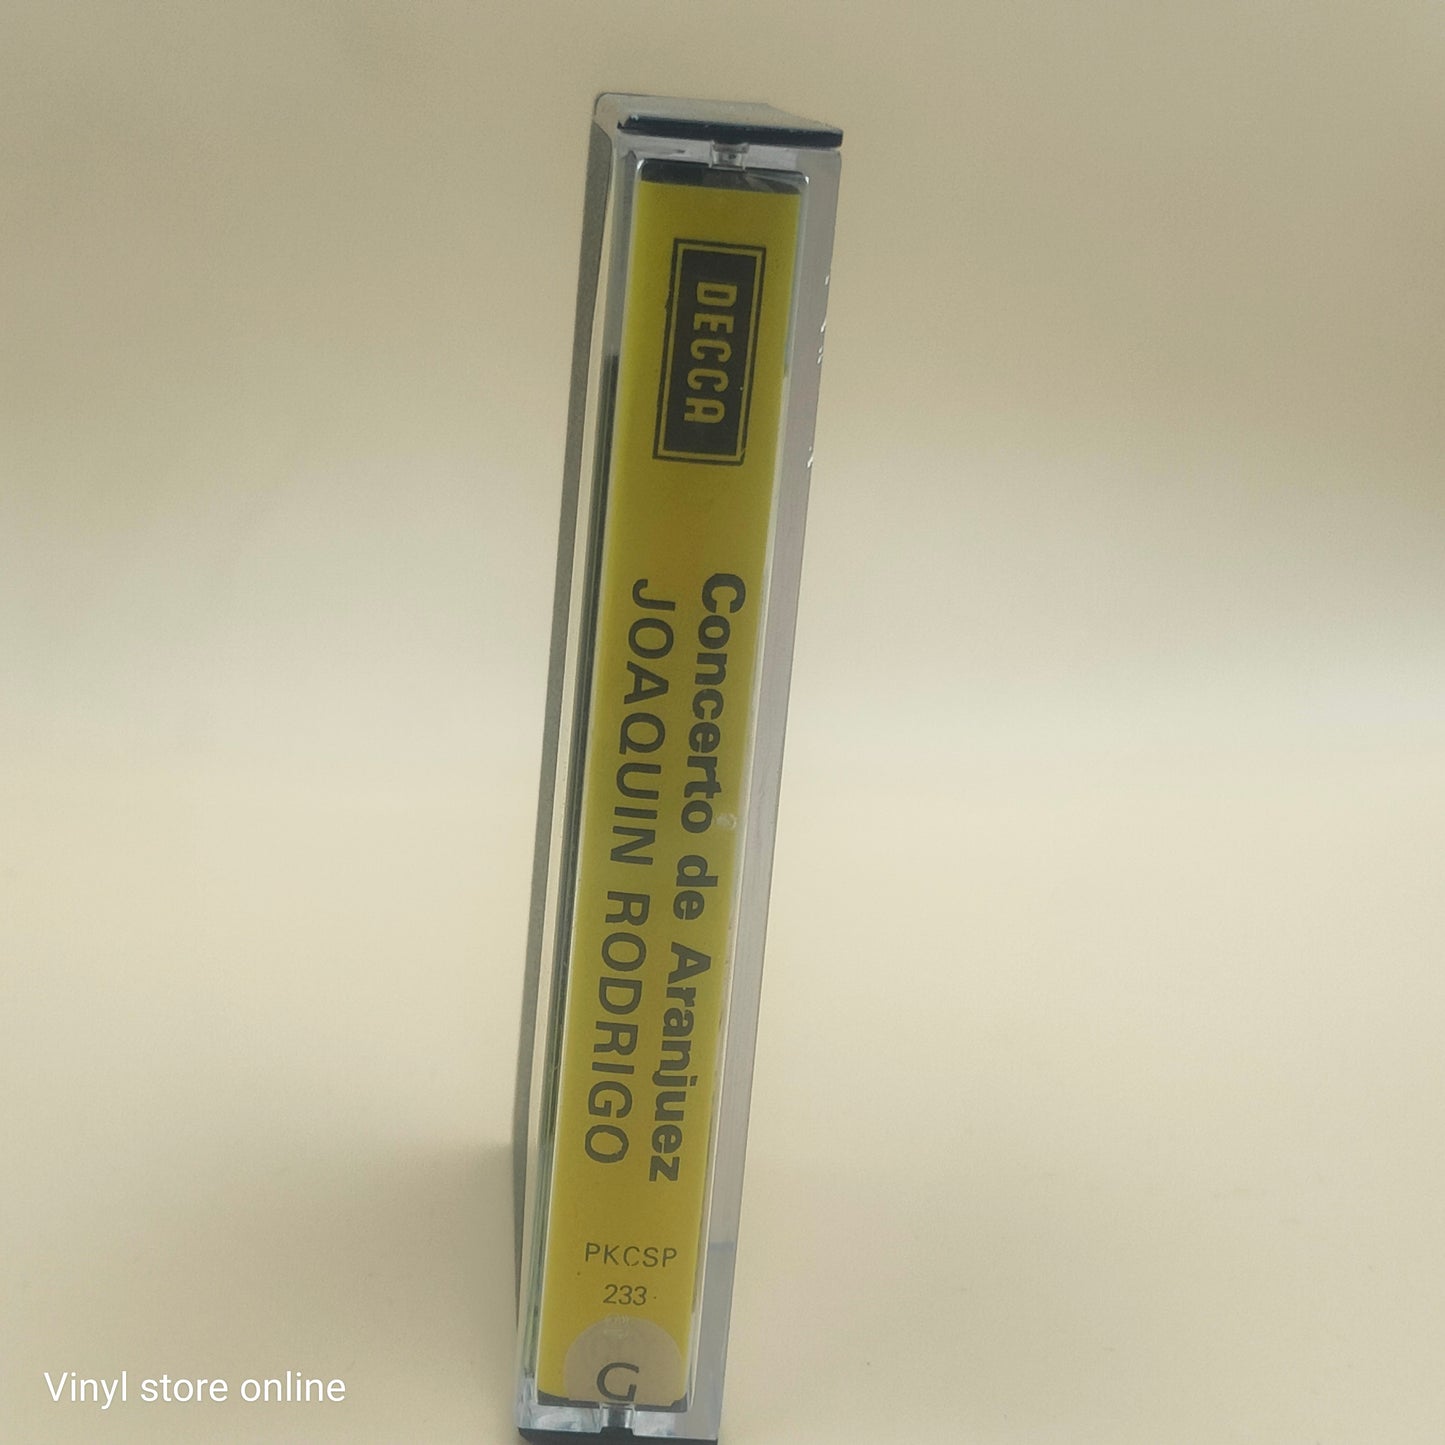 DECCA
Concerto de Aranjuez
JOAQUIN RODRIGO
PKCSP
233
G
Vinyl store online